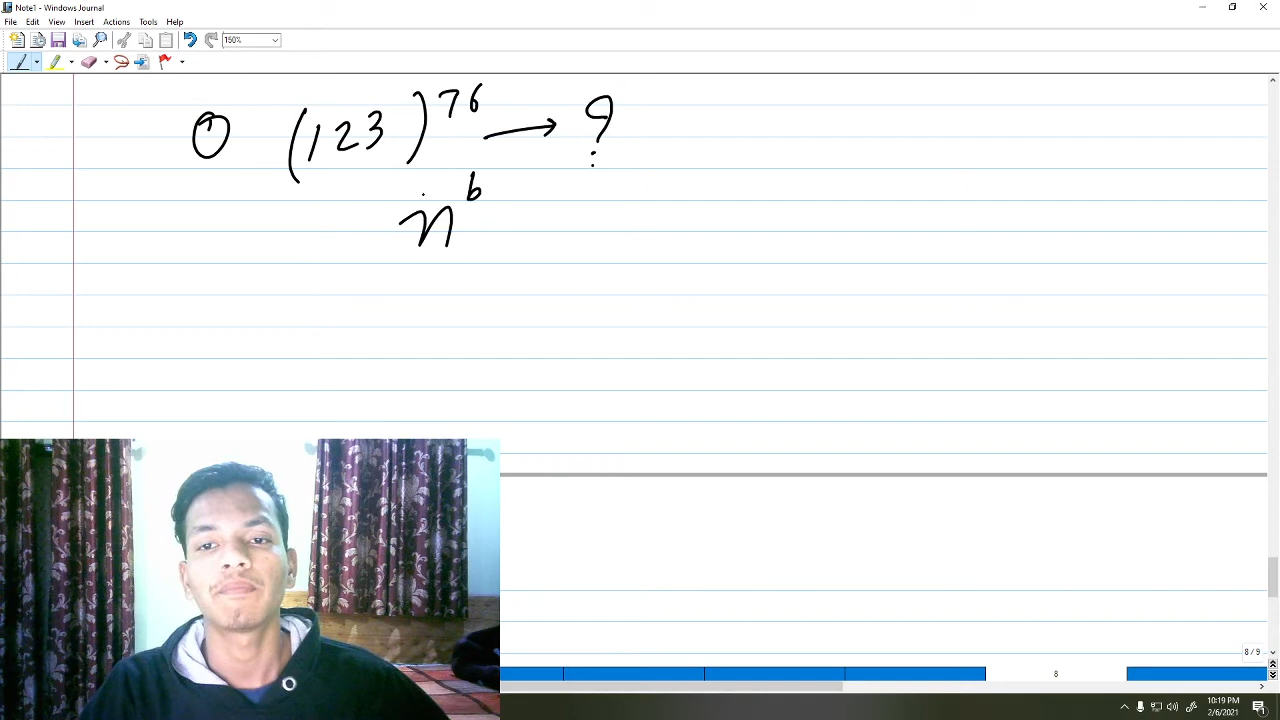 Note1 - Windows Journal
File Edit View Insert Actions Tools Help
150%
① (123)^76 → ?
n^b
8 / 9
8
10:19 PM
2/6/2021